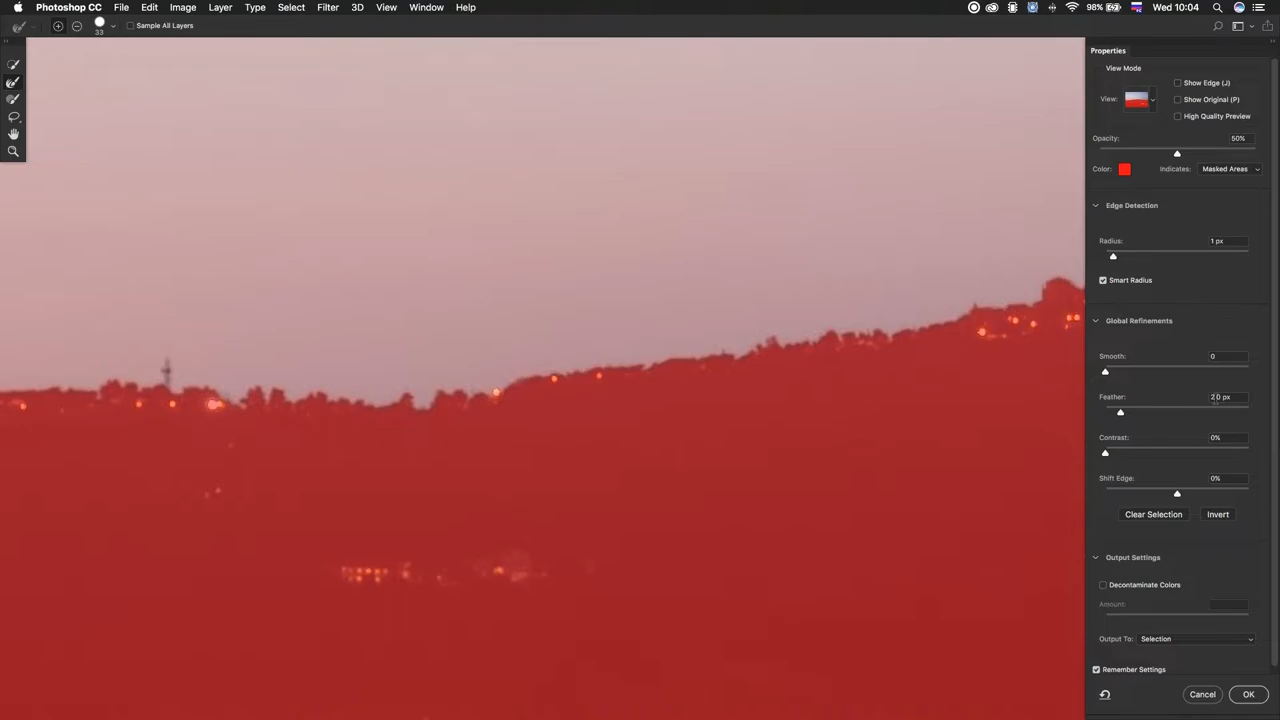 Photoshop CC File Edit Image Layer Type Select Filter 3D View Window Help 98% Wed 10:04
33 Sample All Layers
Properties
View Mode
Show Edge (J)
View: Show Original (P)
High Quality Preview
Opacity: 50%
Color: Indicates: Masked Areas
Edge Detection
Radius: 1 px
Smart Radius
Global Refinements
Smooth: 0
Feather: 2.0 px
Contrast: 0%
Shift Edge: 0%
Clear Selection Invert
Output Settings
Decontaminate Colors
Amount:
Output To: Selection
Remember Settings
Cancel OK